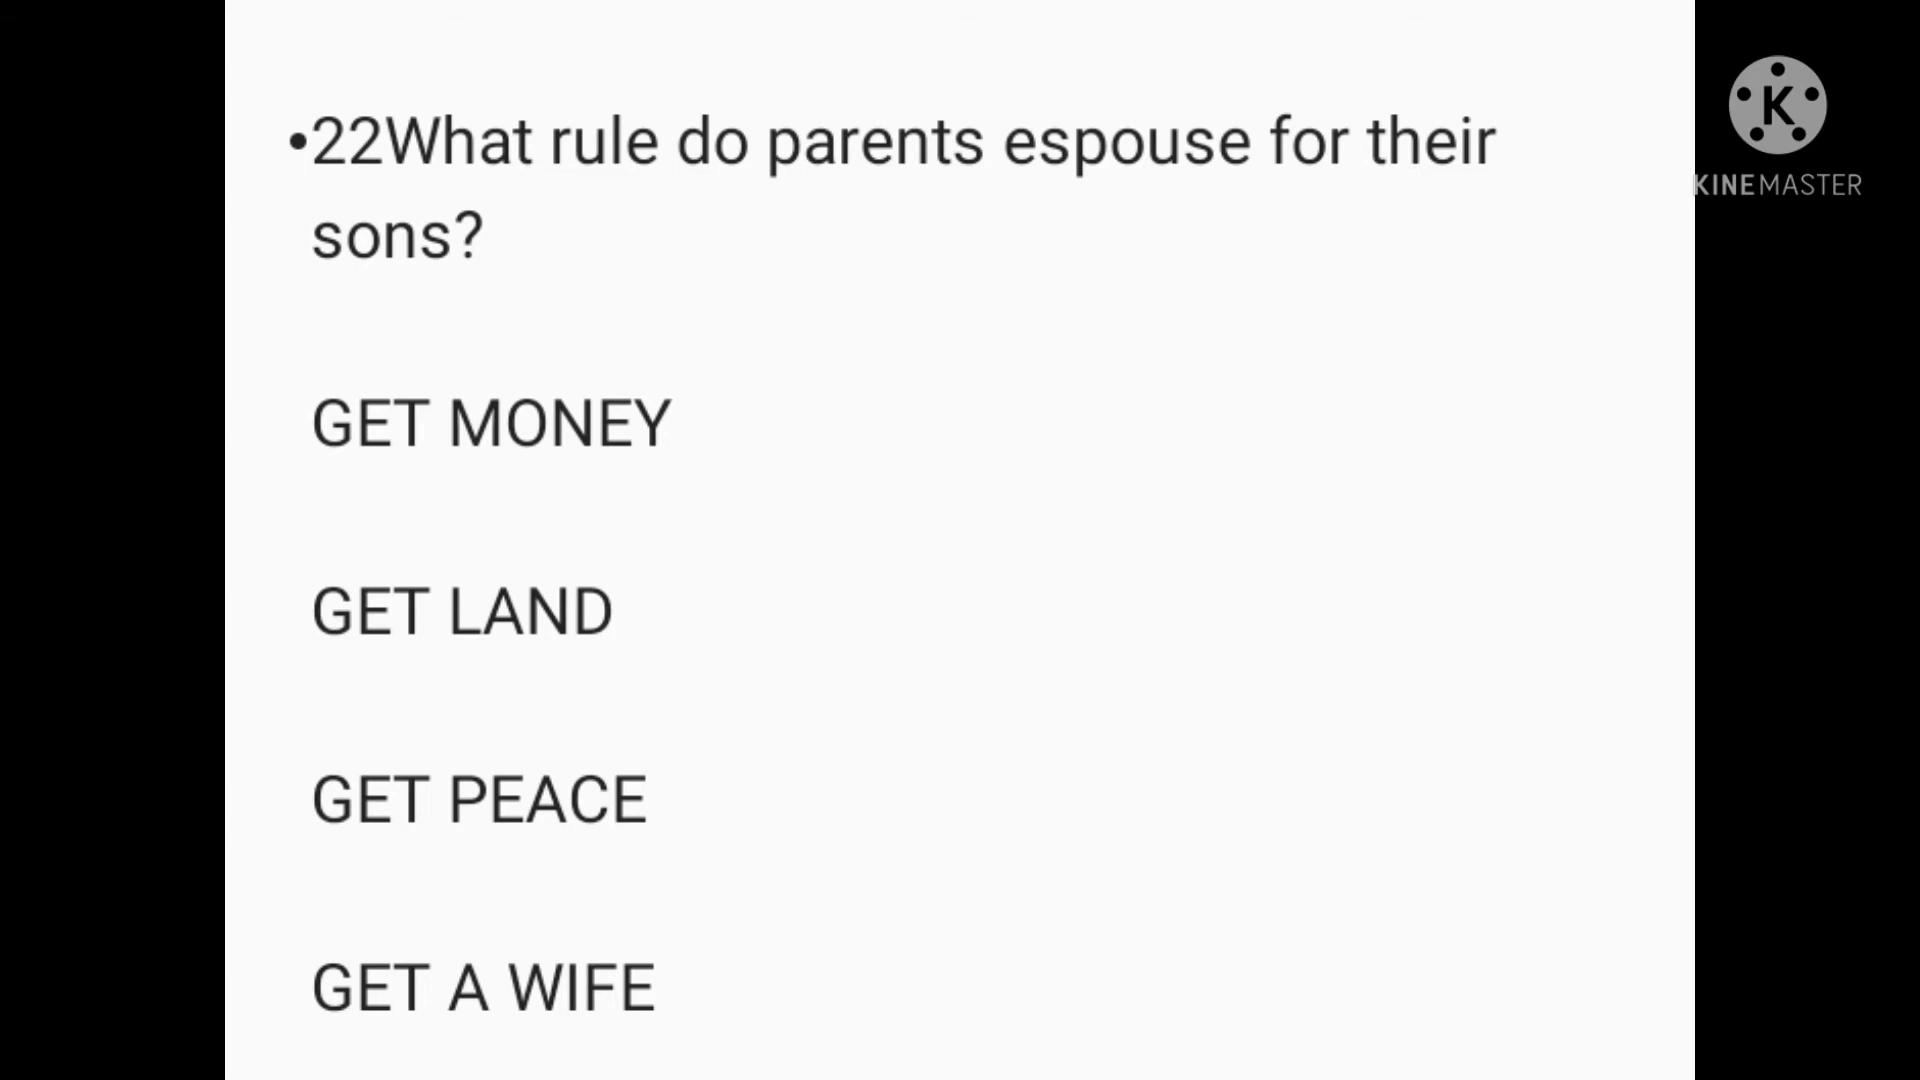 •22What rule do parents espouse for their
sons?
GET MONEY
GET LAND
GET PEACE
GET A WIFE
K
KINEMASTER